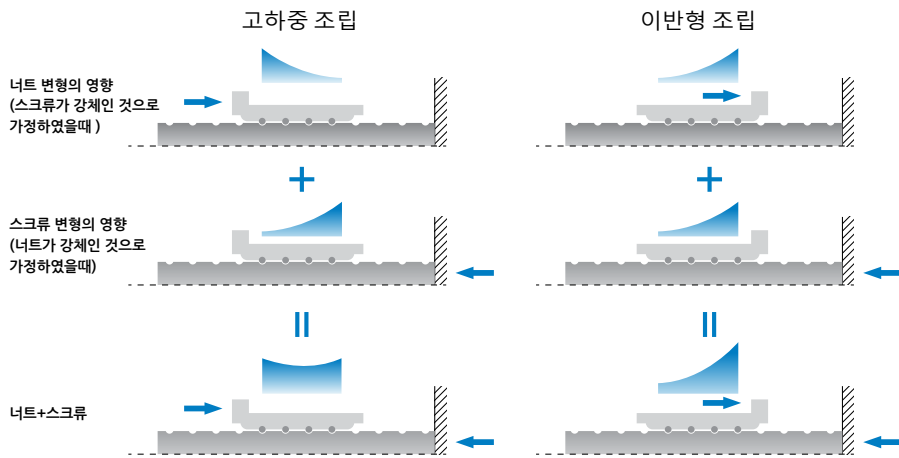 고하중 조립
이반형 조립
너트 변형의 영향
(스크류가 강체인 것으로
가정하였을때 )
스크류 변형의 영향
(너트가 강체인 것으로
가정하였을때)
너트+스크류